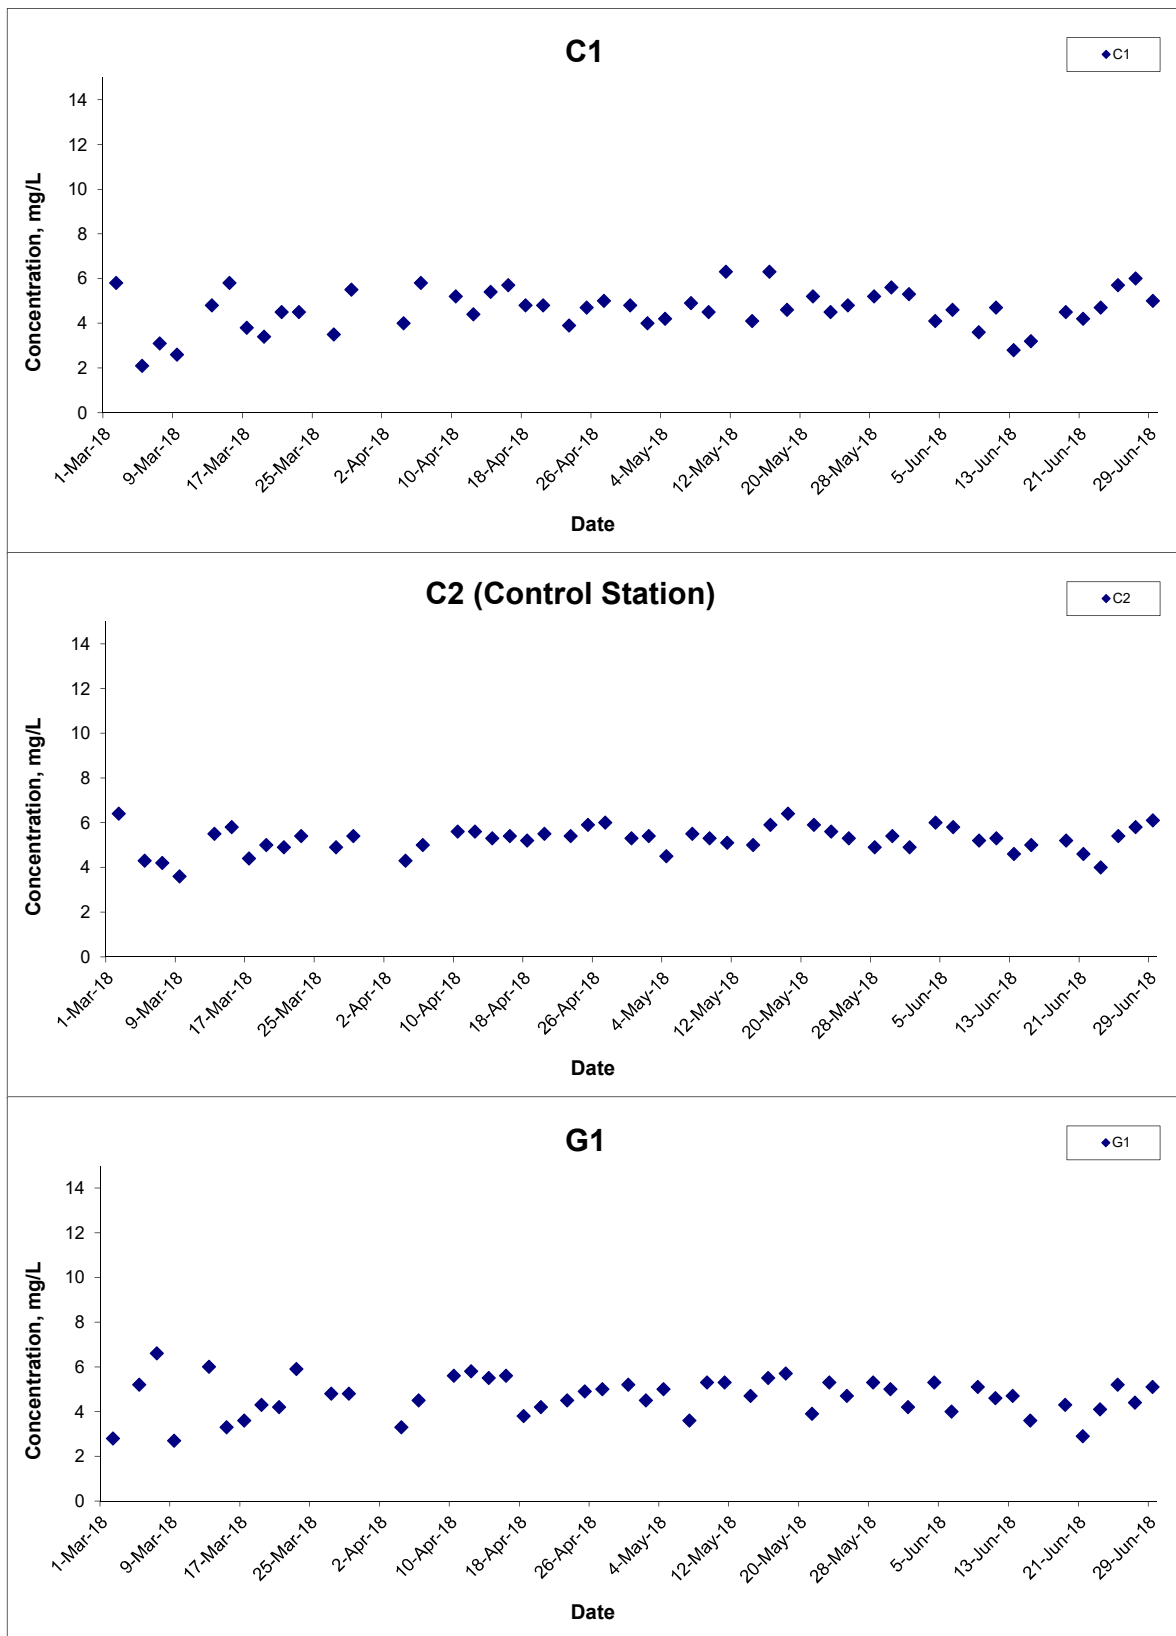 C1
C1
Concentration, mg/L
14
12
10
8
6
4
2
0
1-Mar-18
9-Mar-18
17-Mar-18
25-Mar-18
2-Apr-18
10-Apr-18
18-Apr-18
26-Apr-18
4-May-18
12-May-18
20-May-18
28-May-18
5-Jun-18
13-Jun-18
21-Jun-18
29-Jun-18
Date
C2 (Control Station)
C2
Concentration, mg/L
14
12
10
8
6
4
2
0
1-Mar-18
9-Mar-18
17-Mar-18
25-Mar-18
2-Apr-18
10-Apr-18
18-Apr-18
26-Apr-18
4-May-18
12-May-18
20-May-18
28-May-18
5-Jun-18
13-Jun-18
21-Jun-18
29-Jun-18
Date
G1
G1
Concentration, mg/L
14
12
10
8
6
4
2
0
1-Mar-18
9-Mar-18
17-Mar-18
25-Mar-18
2-Apr-18
10-Apr-18
18-Apr-18
26-Apr-18
4-May-18
12-May-18
20-May-18
28-May-18
5-Jun-18
13-Jun-18
21-Jun-18
29-Jun-18
Date